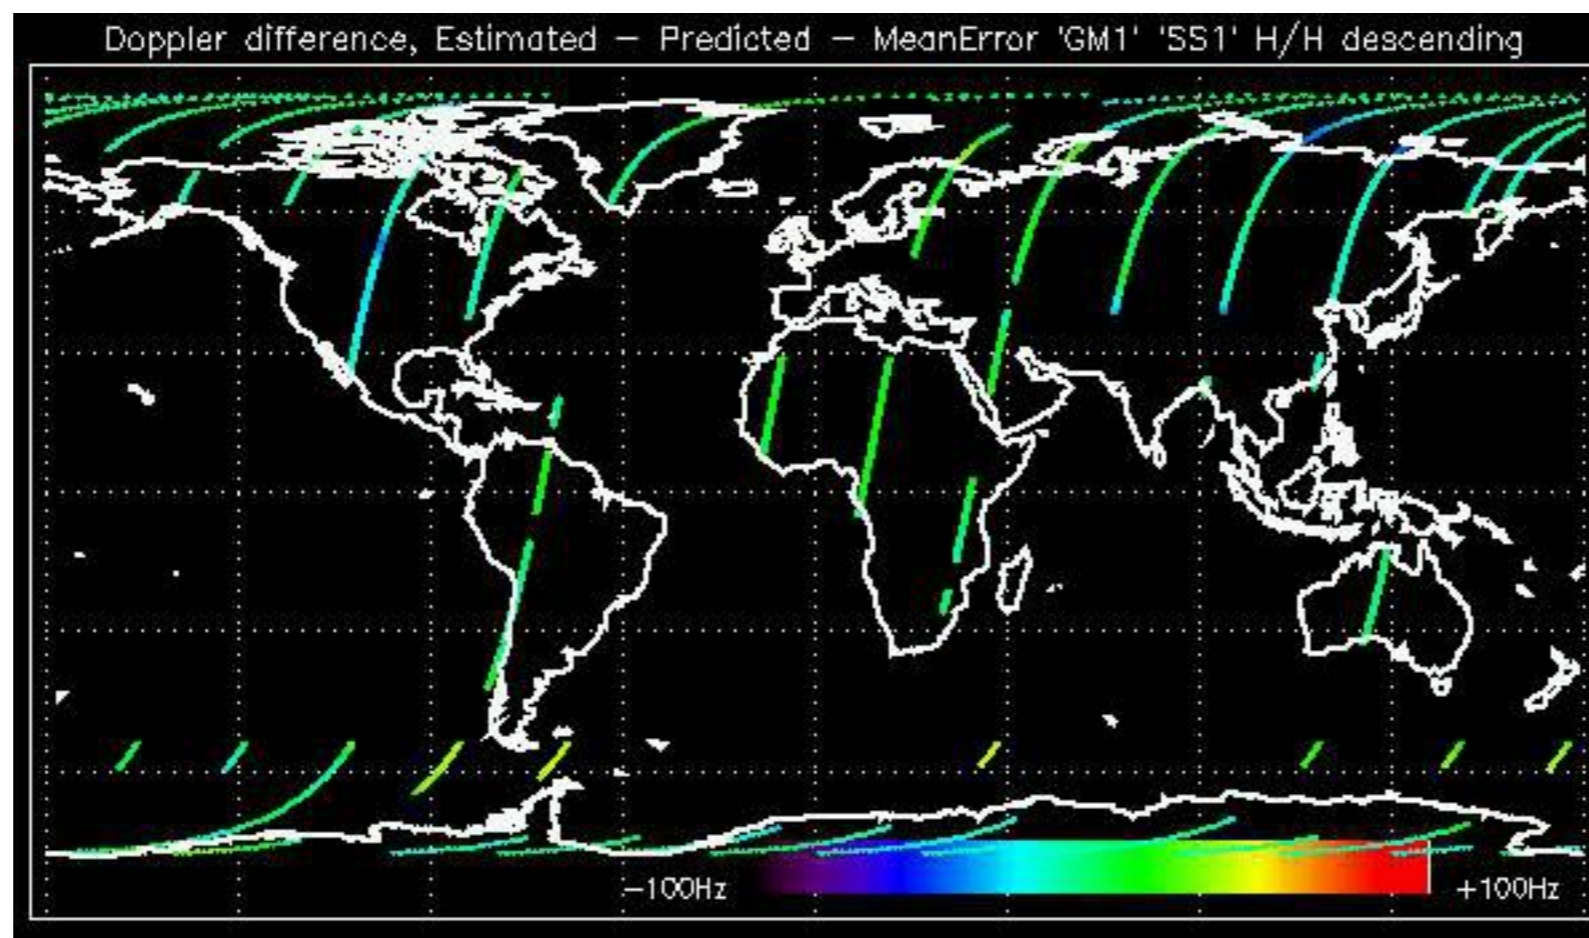 Doppler difference, Estimated – Predicted – MeanError 'GM1' 'SS1' H/H descending
–100Hz
+100Hz